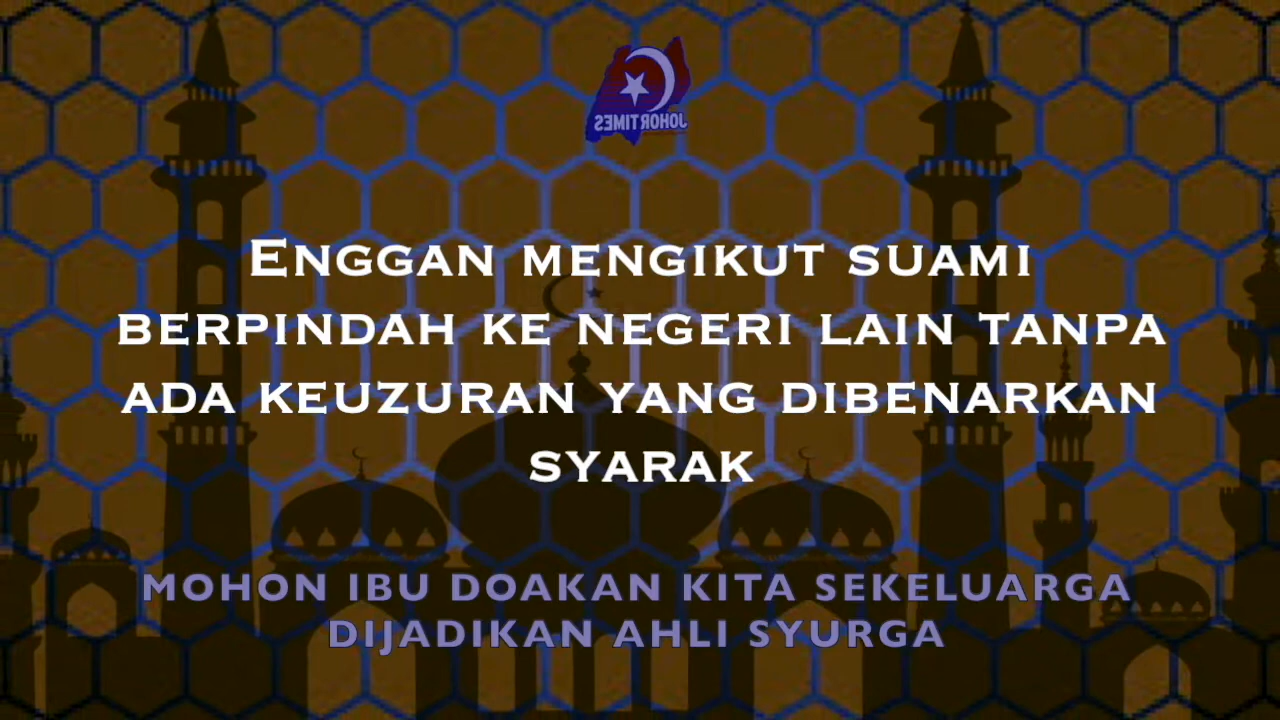 JOHOR TIMES
Enggan mengikut suami
berpindah ke negeri lain tanpa
ada keuzuran yang dibenarkan
syarak
MOHON IBU DOAKAN KITA SEKELUARGA
DIJADIKAN AHLI SYURGA